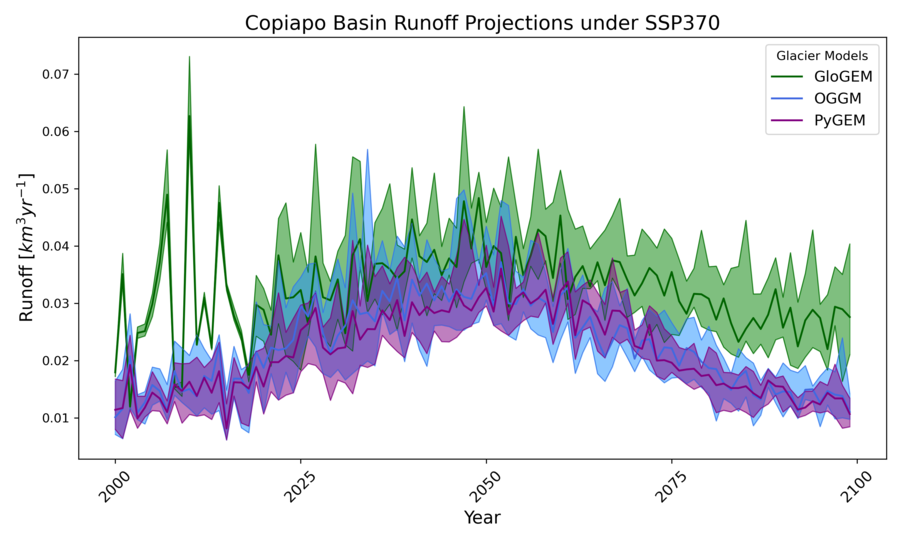 Copiapo Basin Runoff Projections under SSP370
Glacier Models
GloGEM
OGGM
PyGEM
Runoff [km³yr⁻¹]
0.07
0.06
0.05
0.04
0.03
0.02
0.01
2000
2025
2050
2075
2100
Year